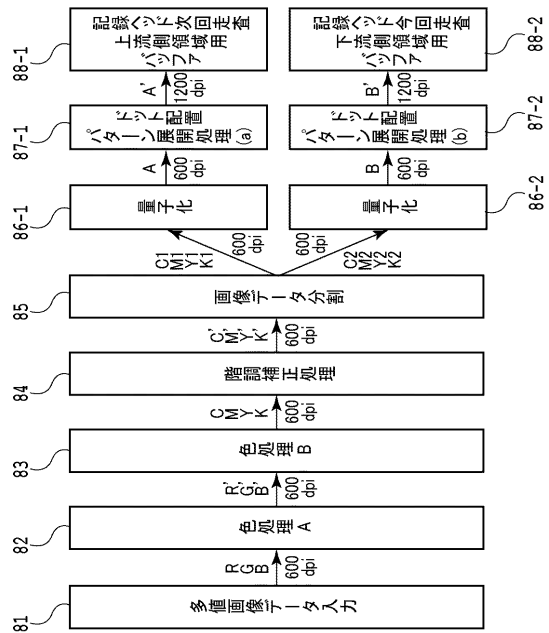 81
多値画像データ入力
R
G
B
600
dpi
82
色処理A
R'
G'
B'
600
dpi
83
色処理B
C
M
Y
K
600
dpi
84
階調補正処理
C'
M'
Y'
K'
600
dpi
85
画像データ分割
C1
M1
Y1
K1
600
dpi
86-1
量子化
A
600
dpi
87-1
ドット配置
パターン展開処理
(a)
A'
1200
dpi
88-1
記録ヘッド次回走査
上流側領域用
バッファ
C2
M2
Y2
K2
600
dpi
86-2
量子化
B
600
dpi
87-2
ドット配置
パターン展開処理
(b)
B'
1200
dpi
88-2
記録ヘッド今回走査
下流側領域用
バッファ